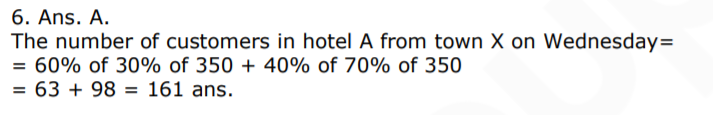 6. Ans. A.
The number of customers in hotel A from town X on Wednesday=
= 60% of 30% of 350 + 40% of 70% of 350
= 63 + 98 = 161 ans.